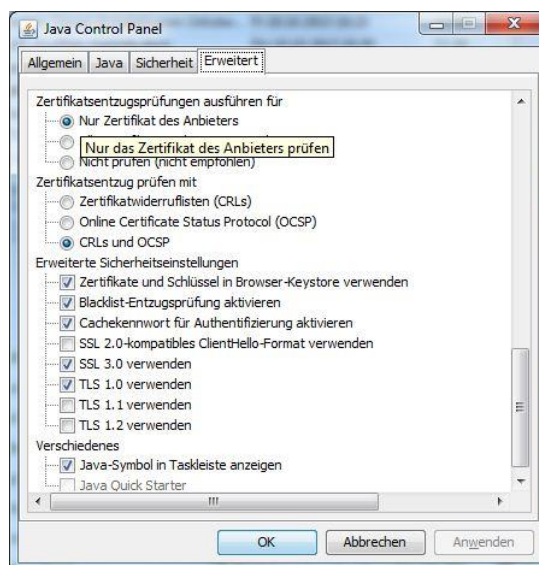 Java Control Panel
Allgemein Java Sicherheit Erweitert
Zertifikatsentzugsprüfungen ausführen für
Nur Zertifikat des Anbieters
Nur das Zertifikat des Anbieters prüfen
Nicht prüfen (nicht empfohlen)
Zertifikatsentzug prüfen mit
Zertifikatwiderruflisten (CRLs)
Online Certificate Status Protocol (OCSP)
CRLs und OCSP
Erweiterte Sicherheitseinstellungen
Zertifikate und Schlüssel in Browser-Keystore verwenden
Blacklist-Entzugsprüfung aktivieren
Cachekennwort für Authentifizierung aktivieren
SSL 2.0-kompatibles ClientHello-Format verwenden
SSL 3.0 verwenden
TLS 1.0 verwenden
TLS 1.1 verwenden
TLS 1.2 verwenden
Verschiedenes
Java-Symbol in Taskleiste anzeigen
Java Quick Starter
OK Abbrechen Anwenden